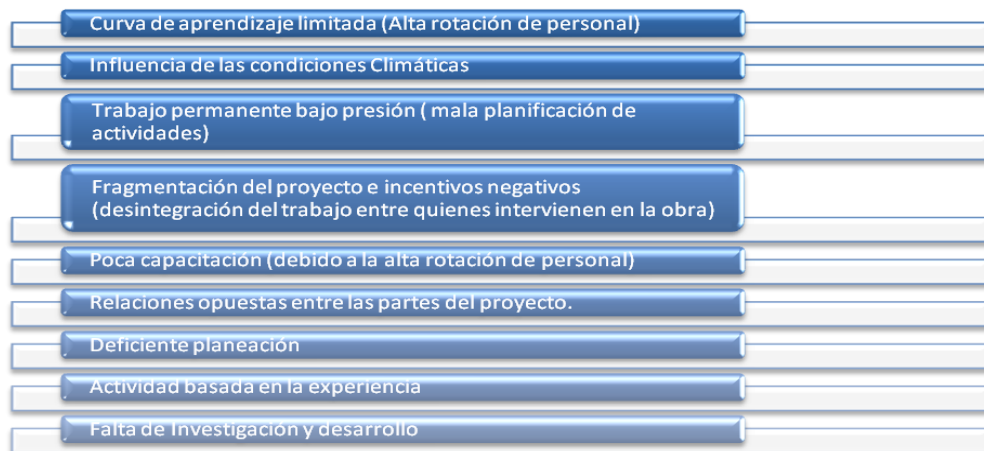 Curva de aprendizaje limitada (Alta rotación de personal)
Influencia de las condiciones Climáticas
Trabajo permanente bajo presión ( mala planificación de
actividades)
Fragmentación del proyecto e incentivos negativos
(desintegración del trabajo entre quienes intervienen en la obra)
Poca capacitación (debido a la alta rotación de personal)
Relaciones opuestas entre las partes del proyecto.
Deficiente planeación
Actividad basada en la experiencia
Falta de Investigación y desarrollo